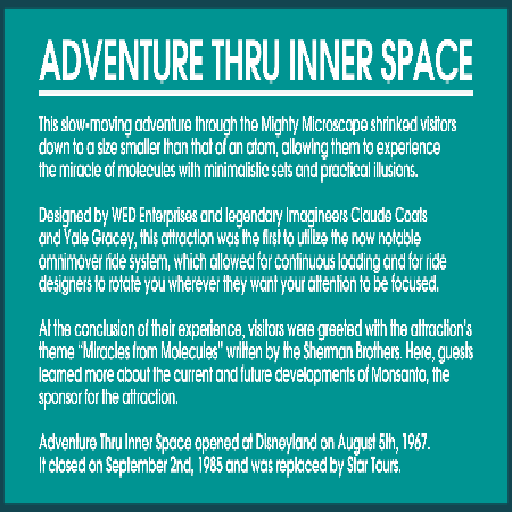 ADVENTURE THRU INNER SPACE
This slow-moving adventure through the Mighty Microscope shrinked visitors
down to a size smaller than that of an atom, allowing them to experience
the miracle of molecules with minimalistic sets and practical illusions.
Designed by WED Enterprises and legendary Imagineers Claude Coats
and Yale Gracey, this attraction was the first to utilize the now notable
omnimover ride system, which allowed for continuous loading and for ride
designers to rotate you wherever they want your attention to be focused.
At the conclusion of their experience, visitors were greeted with the attraction's
theme "Miracles from Molecules" written by the Sherman Brothers. Here, guests
learned more about the current and future developments of Monsanto, the
sponsor for the attraction.
Adventure Thru Inner Space opened at Disneyland on August 5th, 1967.
It closed on September 2nd, 1985 and was replaced by Star Tours.